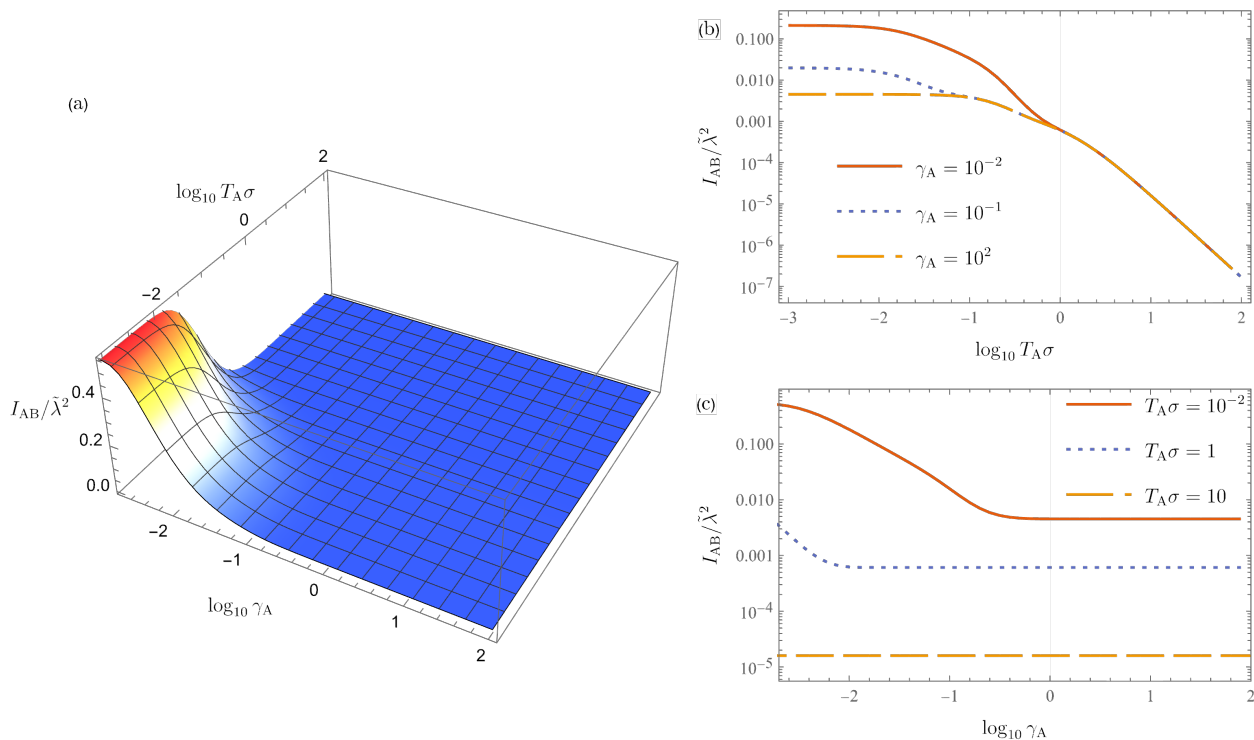 (a)
log₁₀ T_A σ
2
0
−2
I_AB/λ̃²
0.4
0.2
0.0
−2
−1
0
1
2
log₁₀ γ_A
(b)
I_AB/λ̃²
0.100
0.010
0.001
10⁻⁴
10⁻⁵
10⁻⁶
10⁻⁷
γ_A = 10⁻²
γ_A = 10⁻¹
γ_A = 10²
−3 −2 −1 0 1 2
log₁₀ T_A σ
(c)
I_AB/λ̃²
0.100
0.010
0.001
10⁻⁴
10⁻⁵
T_A σ = 10⁻²
T_A σ = 1
T_A σ = 10
−2 −1 0 1 2
log₁₀ γ_A